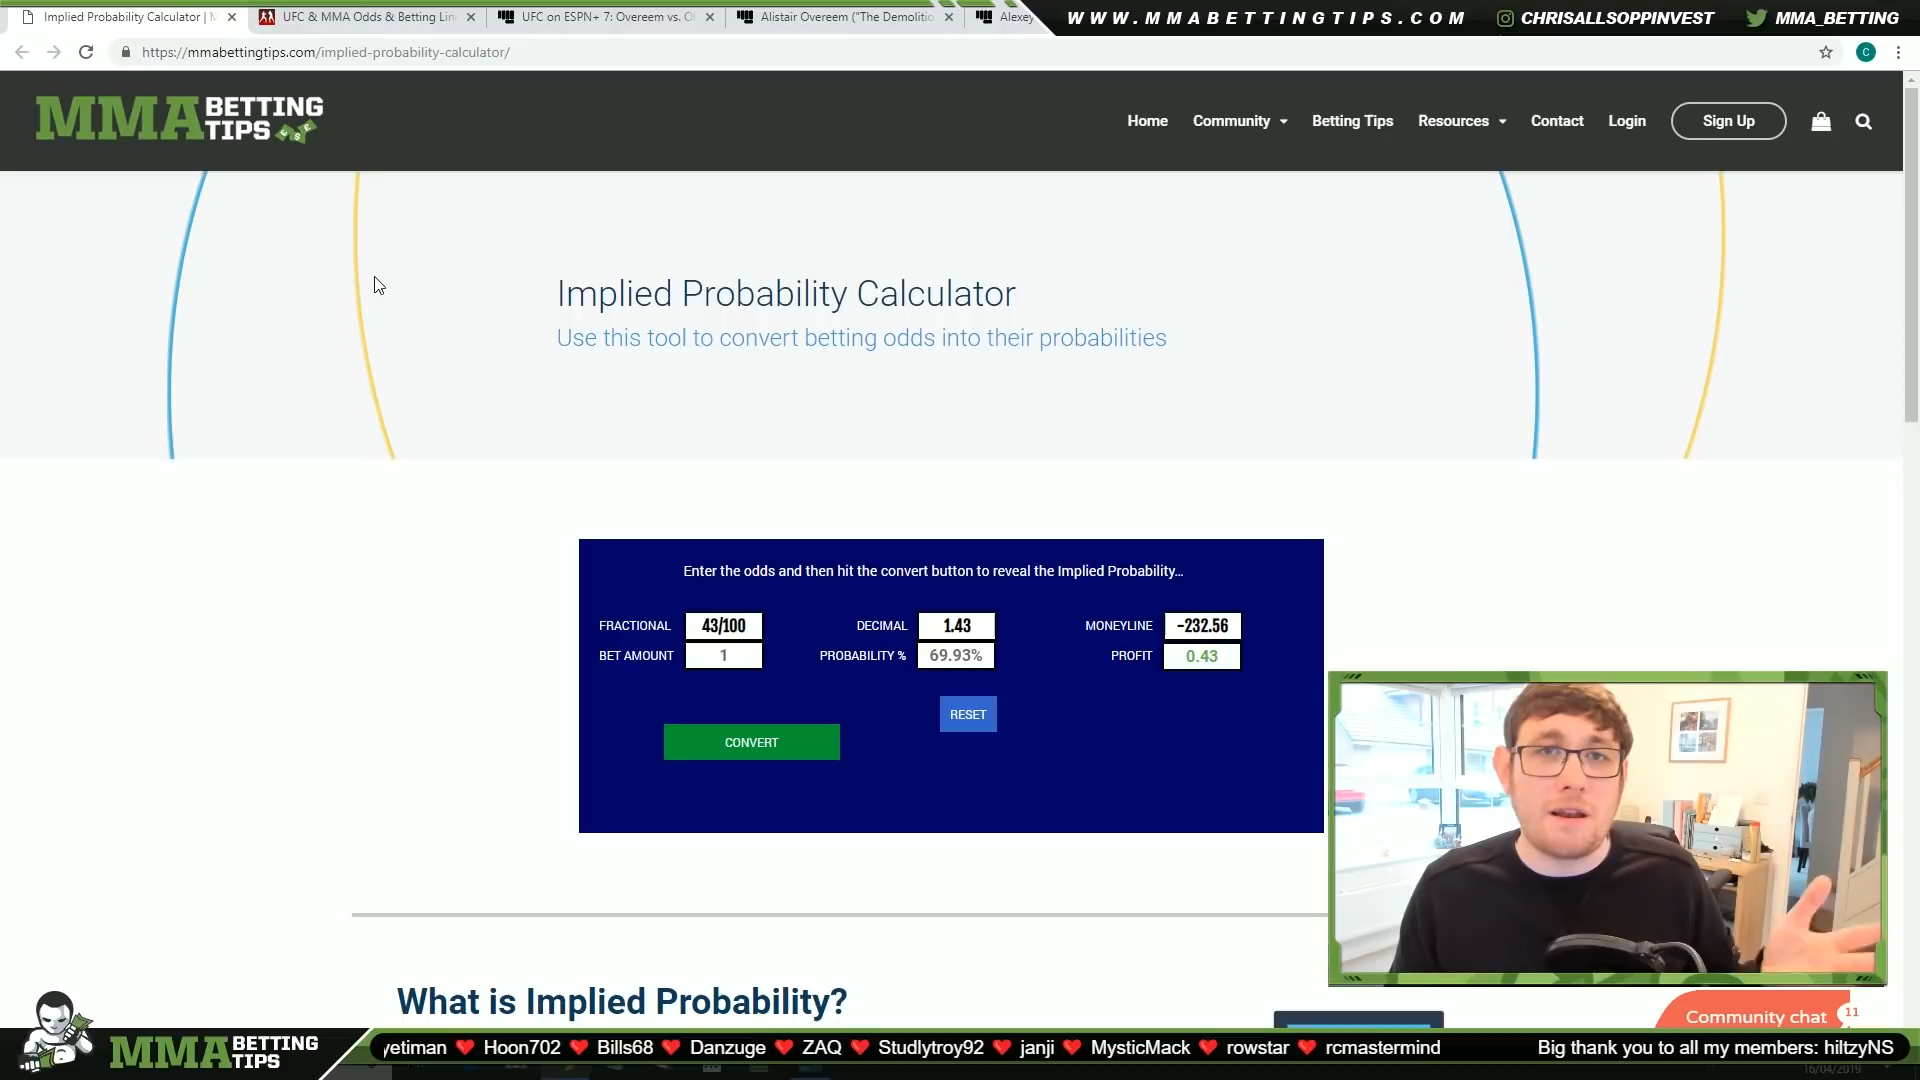 Implied Probability Calculator |
UFC & MMA Odds & Betting Lin
UFC on ESPN+ 7: Overeem vs. Ol
Alistair Overeem ("The Demolitio
Alexey
WWW.MMABETTINGTIPS.COM
CHRISALLSOPPINVEST
MMA_BETTING
https://mmabettingtips.com/implied-probability-calculator/
C
MMA BETTING TIPS
Home
Community
Betting Tips
Resources
Contact
Login
Sign Up
Implied Probability Calculator
Use this tool to convert betting odds into their probabilities
Enter the odds and then hit the convert button to reveal the Implied Probability...
FRACTIONAL 43/100 DECIMAL 1.43 MONEYLINE -232.56
BET AMOUNT 1 PROBABILITY % 69.93% PROFIT 0.43
RESET
CONVERT
What is Implied Probability?
Community chat 11
MMA BETTING TIPS
yetiman ❤ Hoon702 ❤ Bills68 ❤ Danzuge ❤ ZAQ ❤ Studlytroy92 ❤ janji ❤ MysticMack ❤ rowstar ❤ rcmastermind
Big thank you to all my members: hiltzyNS
16/04/2019